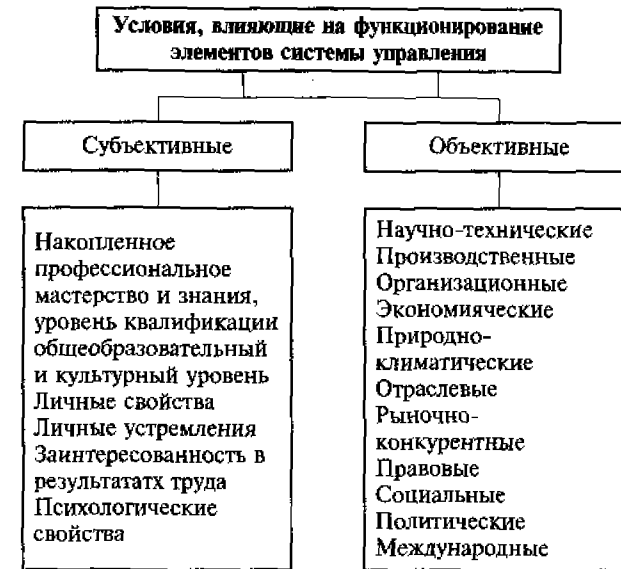 Условия, влияющие на функционирование
элементов системы управления
Субъективные
Объективные
Накопленное
профессиональное
мастерство и знания,
уровень квалификации
общеобразовательный
и культурный уровень
Личные свойства
Личные устремления
Заинтересованность в
результататх труда
Психологические
свойства
Научно-технические
Производственные
Организационные
Экономиячеcкие
Природно-
климатические
Отраслевые
Рыночно-
конкурентные
Правовые
Социальные
Политические
Международные